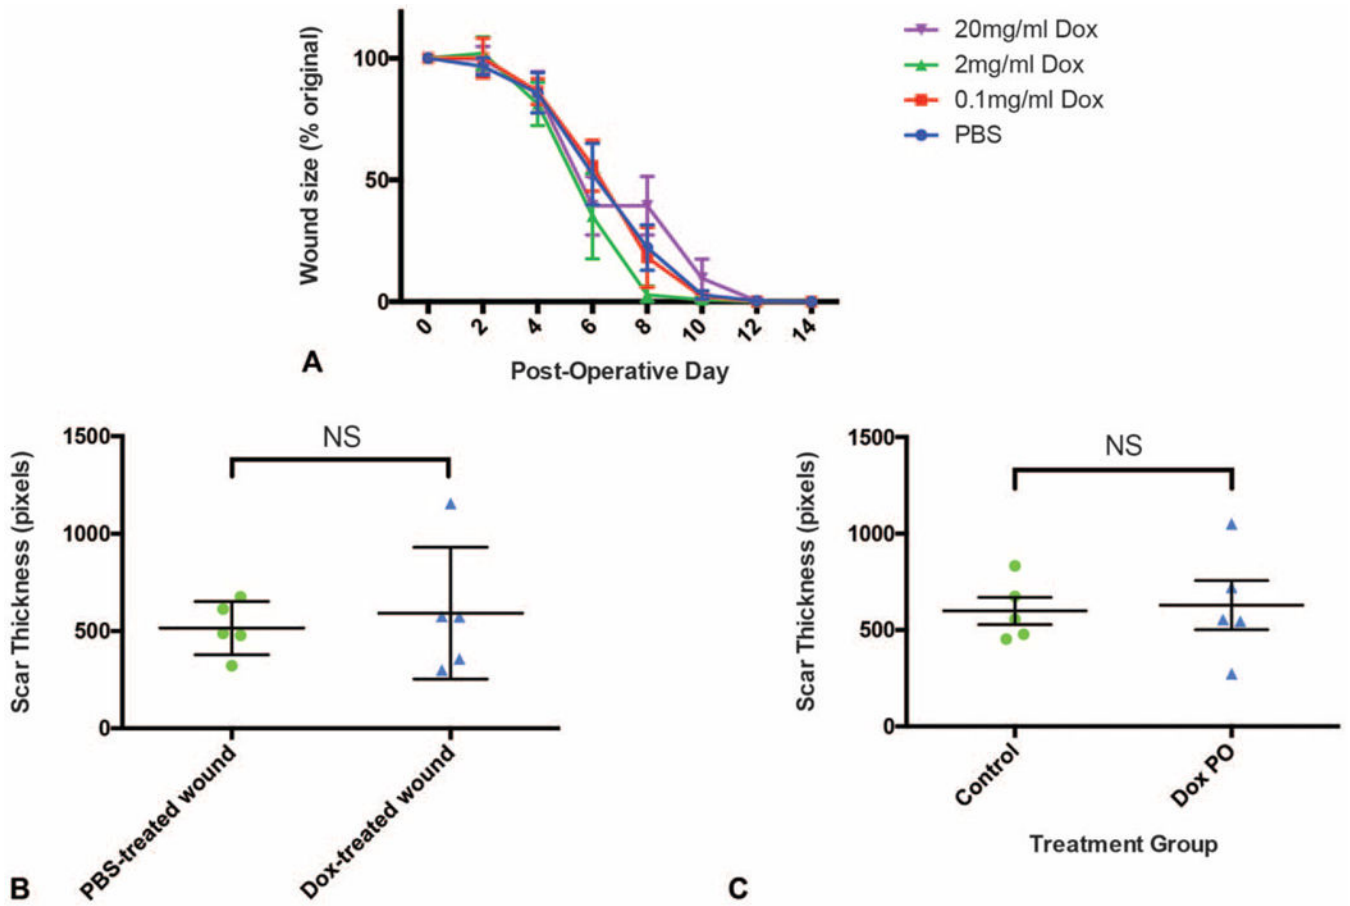 Wound size (% original)
100
50
0
0
2
4
6
8
10
12
14
Post-Operative Day
20mg/ml Dox
2mg/ml Dox
0.1mg/ml Dox
PBS
A
Scar Thickness (pixels)
1500
1000
500
0
NS
PBS-treated wound
Dox-treated wound
B
Scar Thickness (pixels)
1500
1000
500
0
NS
Control
Dox PO
Treatment Group
C